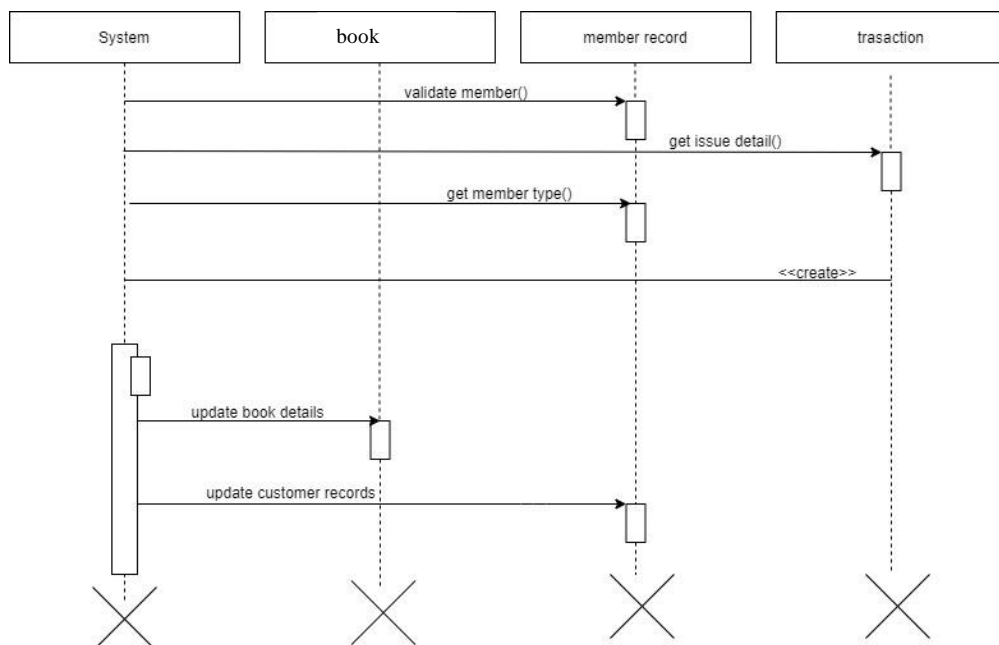 System
book
member record
trasaction
validate member()
get issue detail()
get member type()
<<create>>
update book details
update customer records